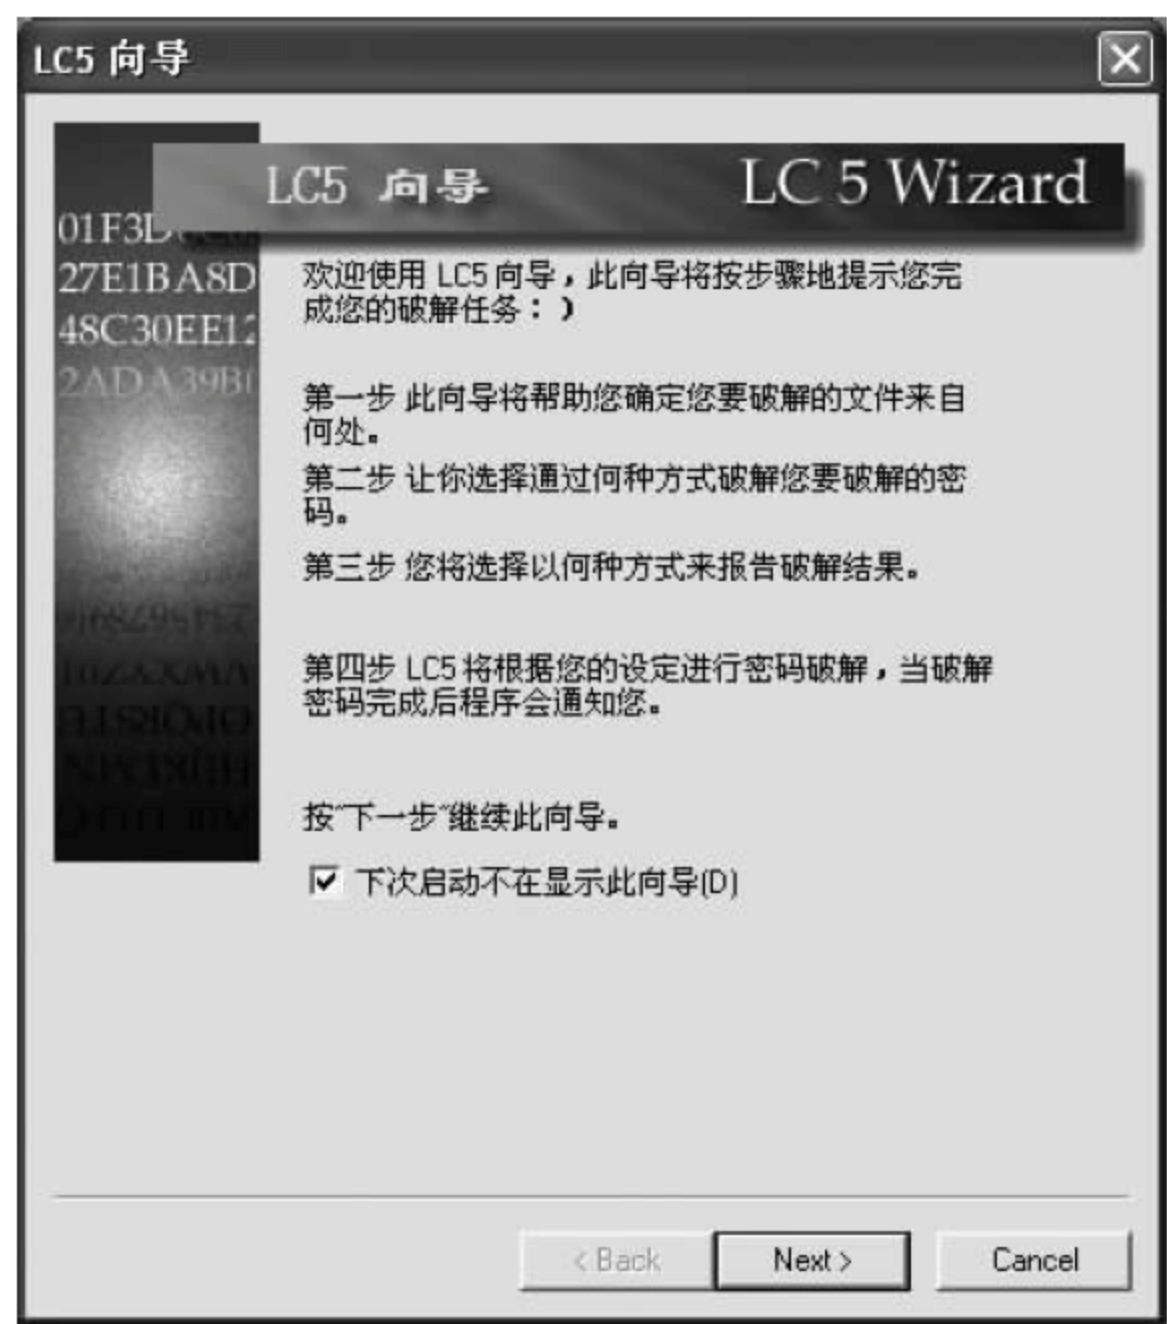 LC5 向导
LC5 向导
LC 5 Wizard
01F3D
27E1BA8D
48C30EE12
2ADA39B
欢迎使用 LC5 向导，此向导将按步骤地提示您完
成您的破解任务：)
第一步 此向导将帮助您确定您要破解的文件来自
何处。
第二步 让你选择通过何种方式破解您要破解的密
码。
第三步 您将选择以何种方式来报告破解结果。
第四步 LC5 将根据您的设定进行密码破解，当破解
密码完成后程序会通知您。
按"下一步"继续此向导。
下次启动不在显示此向导(D)
< Back
Next >
Cancel